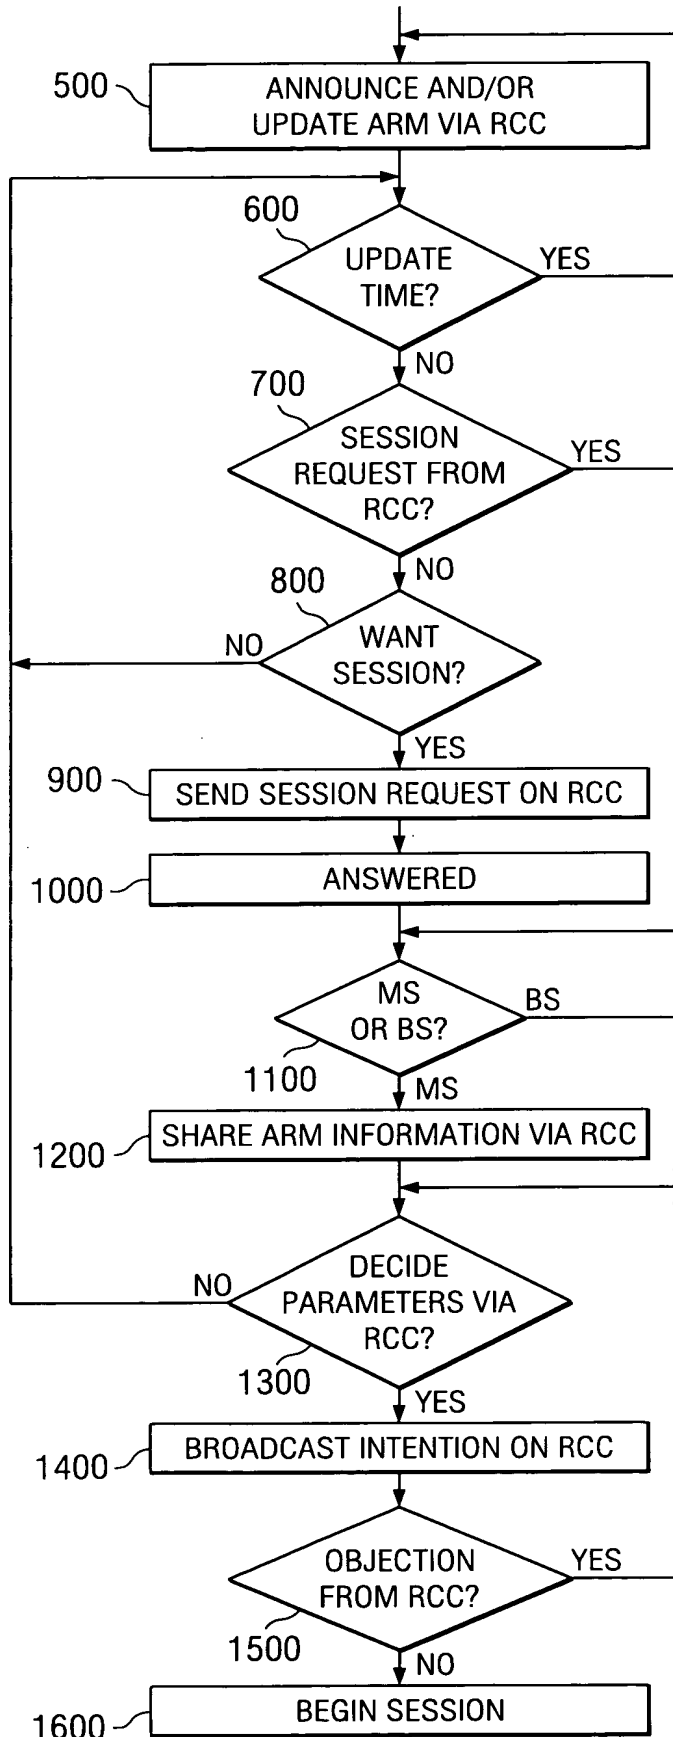 500
ANNOUNCE AND/OR
UPDATE ARM VIA RCC
600
UPDATE
TIME?
YES
NO
700
SESSION
REQUEST FROM
RCC?
YES
NO
800
WANT
SESSION?
NO
YES
900
SEND SESSION REQUEST ON RCC
1000
ANSWERED
MS
OR BS?
BS
1100
MS
1200
SHARE ARM INFORMATION VIA RCC
DECIDE
PARAMETERS VIA
RCC?
NO
1300
YES
1400
BROADCAST INTENTION ON RCC
OBJECTION
FROM RCC?
YES
1500
NO
1600
BEGIN SESSION